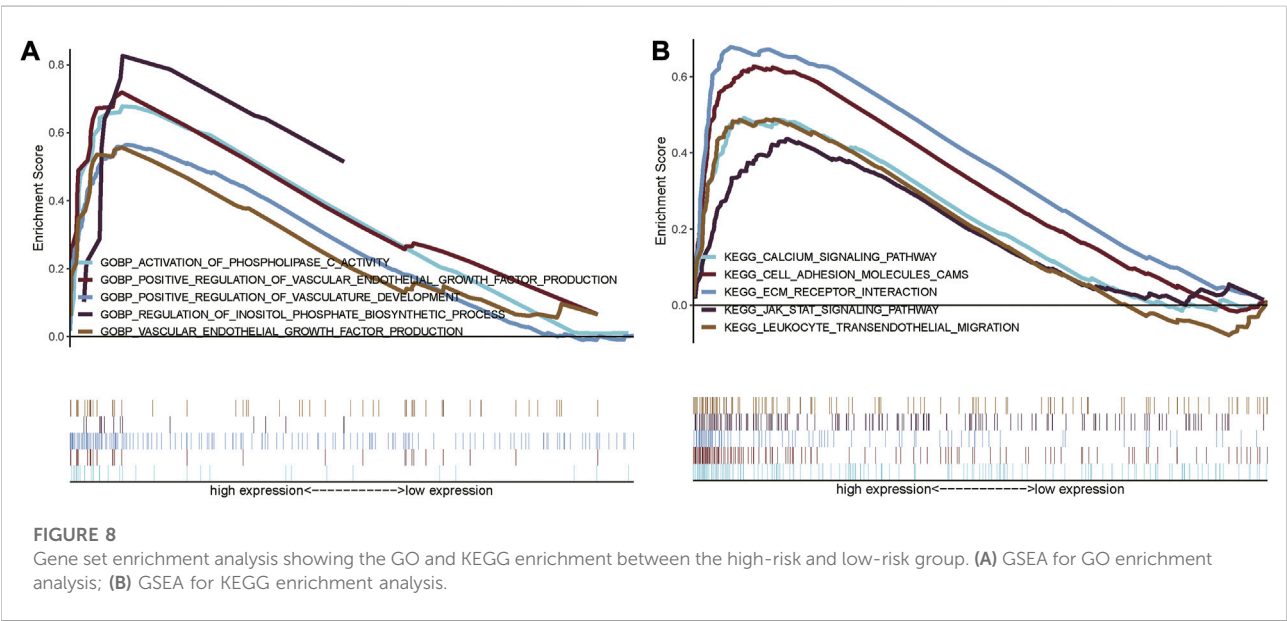 A
Enrichment Score
0.8
0.6
0.4
0.2
0.0
GOBP_ACTIVATION_OF_PHOSPHOLIPASE_C_ACTIVITY
GOBP_POSITIVE_REGULATION_OF_VASCULAR_ENDOTHELIAL_GROWTH_FACTOR_PRODUCTION
GOBP_POSITIVE_REGULATION_OF_VASCULATURE_DEVELOPMENT
GOBP_REGULATION_OF_INOSITOL_PHOSPHATE_BIOSYNTHETIC_PROCESS
GOBP_VASCULAR_ENDOTHELIAL_GROWTH_FACTOR_PRODUCTION
high expression<------------->low expression
B
Enrichment Score
0.6
0.4
0.2
0.0
KEGG_CALCIUM_SIGNALING_PATHWAY
KEGG_CELL_ADHESION_MOLECULES_CAMS
KEGG_ECM_RECEPTOR_INTERACTION
KEGG_JAK_STAT_SIGNALING_PATHWAY
KEGG_LEUKOCYTE_TRANSENDOTHELIAL_MIGRATION
high expression<------------->low expression
FIGURE 8
Gene set enrichment analysis showing the GO and KEGG enrichment between the high-risk and low-risk group. (A) GSEA for GO enrichment
analysis; (B) GSEA for KEGG enrichment analysis.